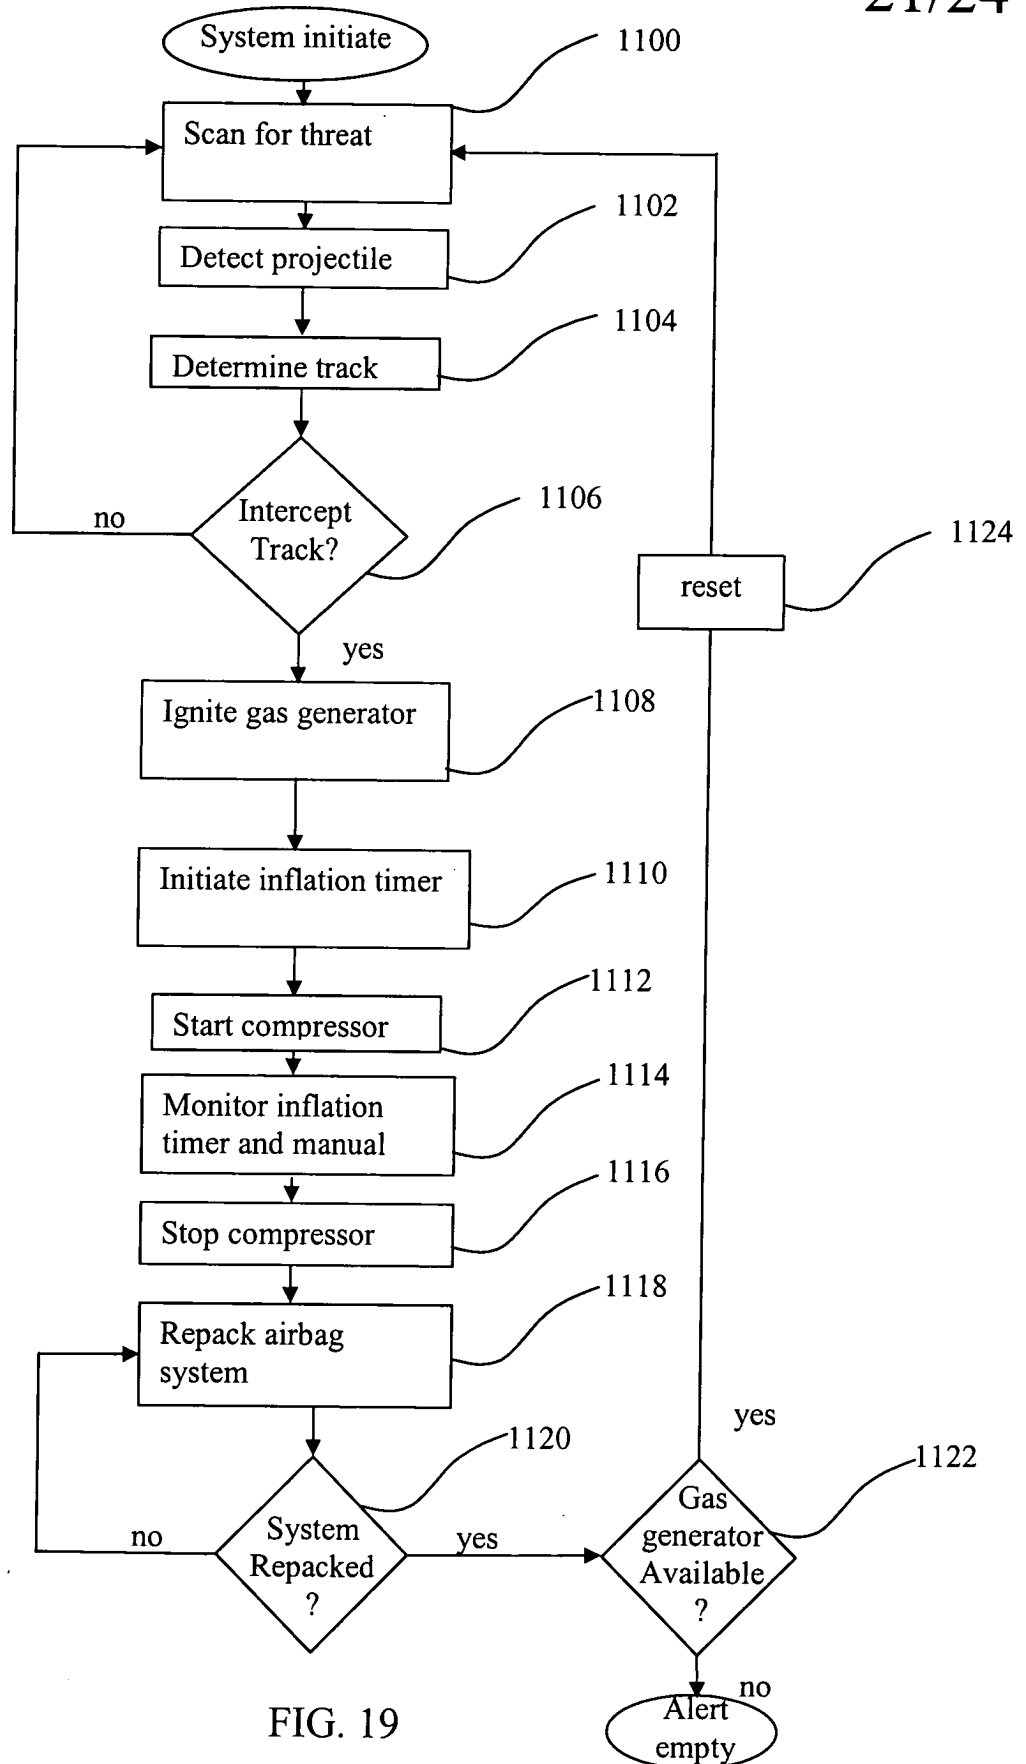 21/24
System initiate
1100
Scan for threat
1102
Detect projectile
1104
Determine track
1106
Intercept
Track?
no
yes
1124
reset
1108
Ignite gas generator
1110
Initiate inflation timer
1112
Start compressor
1114
Monitor inflation
timer and manual
1116
Stop compressor
1118
Repack airbag
system
1120
System
Repacked
?
no
yes
yes
1122
Gas
generator
Available
?
no
Alert
empty
FIG. 19